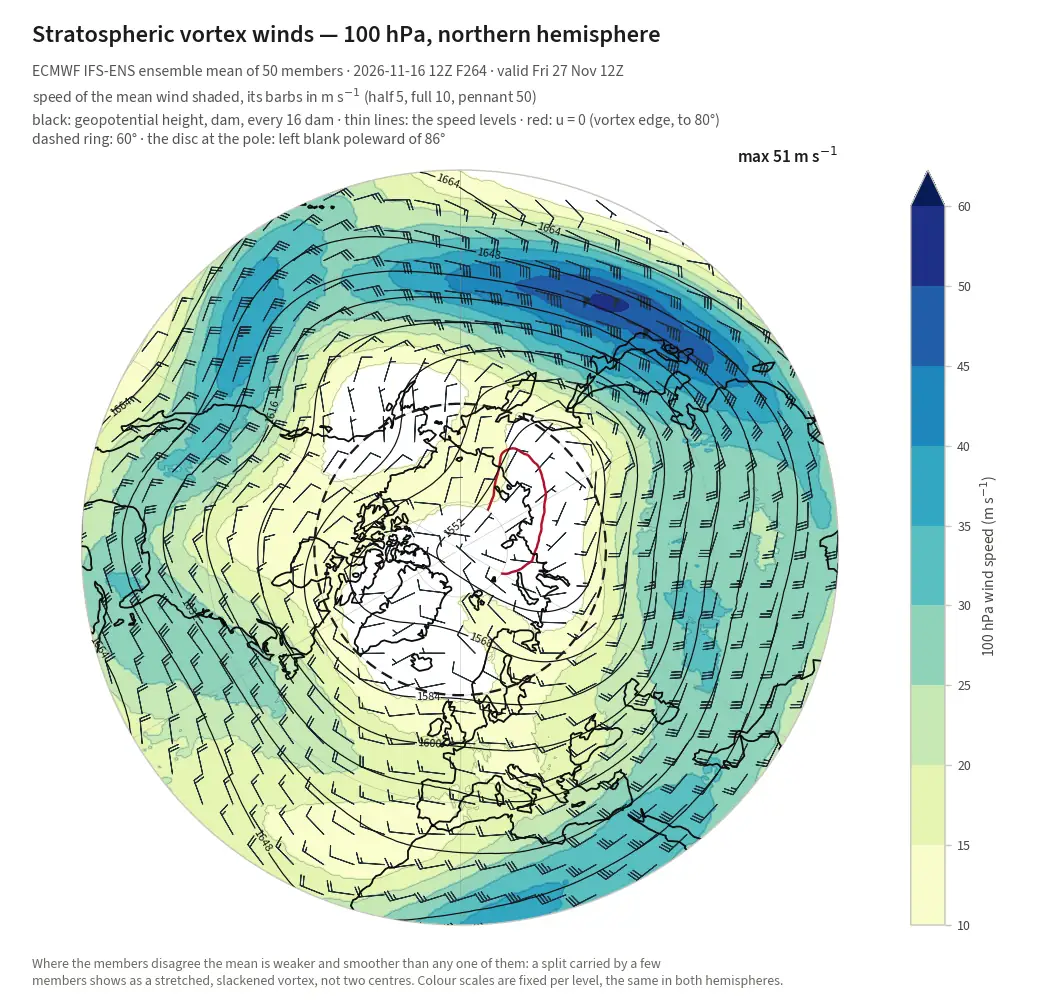 Stratospheric vortex winds — 100 hPa, northern hemisphere
ECMWF IFS-ENS ensemble mean of 50 members · 2026-11-16 12Z F264 · valid Fri 27 Nov 12Z
speed of the mean wind shaded, its barbs in m s⁻¹ (half 5, full 10, pennant 50)
black: geopotential height, dam, every 16 dam · thin lines: the speed levels · red: u = 0 (vortex edge, to 80°)
dashed ring: 60° · the disc at the pole: left blank poleward of 86°
max 51 m s⁻¹
1664
1664
1648
1664
1616
1552
1568
1664
1584
1600
1648
60
50
45
40
35
30
25
20
15
10
100 hPa wind speed (m s⁻¹)
Where the members disagree the mean is weaker and smoother than any one of them: a split carried by a few
members shows as a stretched, slackened vortex, not two centres. Colour scales are fixed per level, the same in both hemispheres.